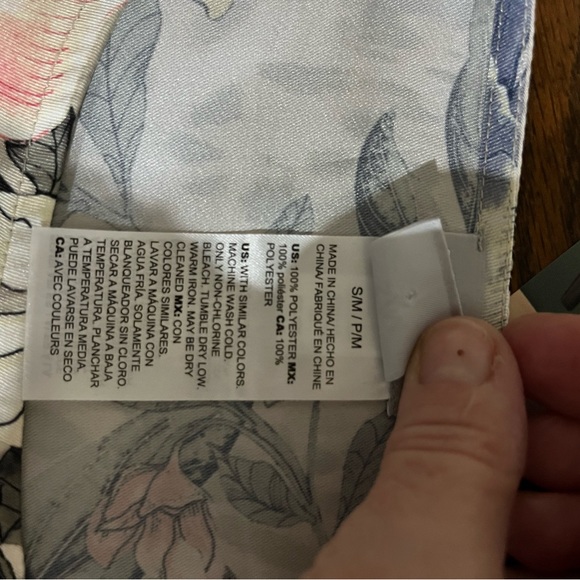 S/M / P/M
MADE IN CHINA/ HECHO EN
CHINA/ FABRIQUÉ EN CHINE
US: 100% POLYESTER MX:
100% poliéster CA: 100%
POLYESTER
US: WITH SIMILAR COLORS.
MACHINE WASH COLD.
ONLY NON-CHLORINE
BLEACH. TUMBLE DRY LOW.
WARM IRON. MAY BE DRY
CLEANED MX: CON
COLORES SIMILARES.
LAVAR A MÁQUINA CON
AGUA FRÍA. SOLAMENTE
BLANQUEADOR SIN CLORO.
SECAR A MÁQUINA A BAJA
TEMPERATURA. PLANCHAR
A TEMPERATURA MEDIA.
PUEDE LAVARSE EN SECO
CA: AVEC COULEURS